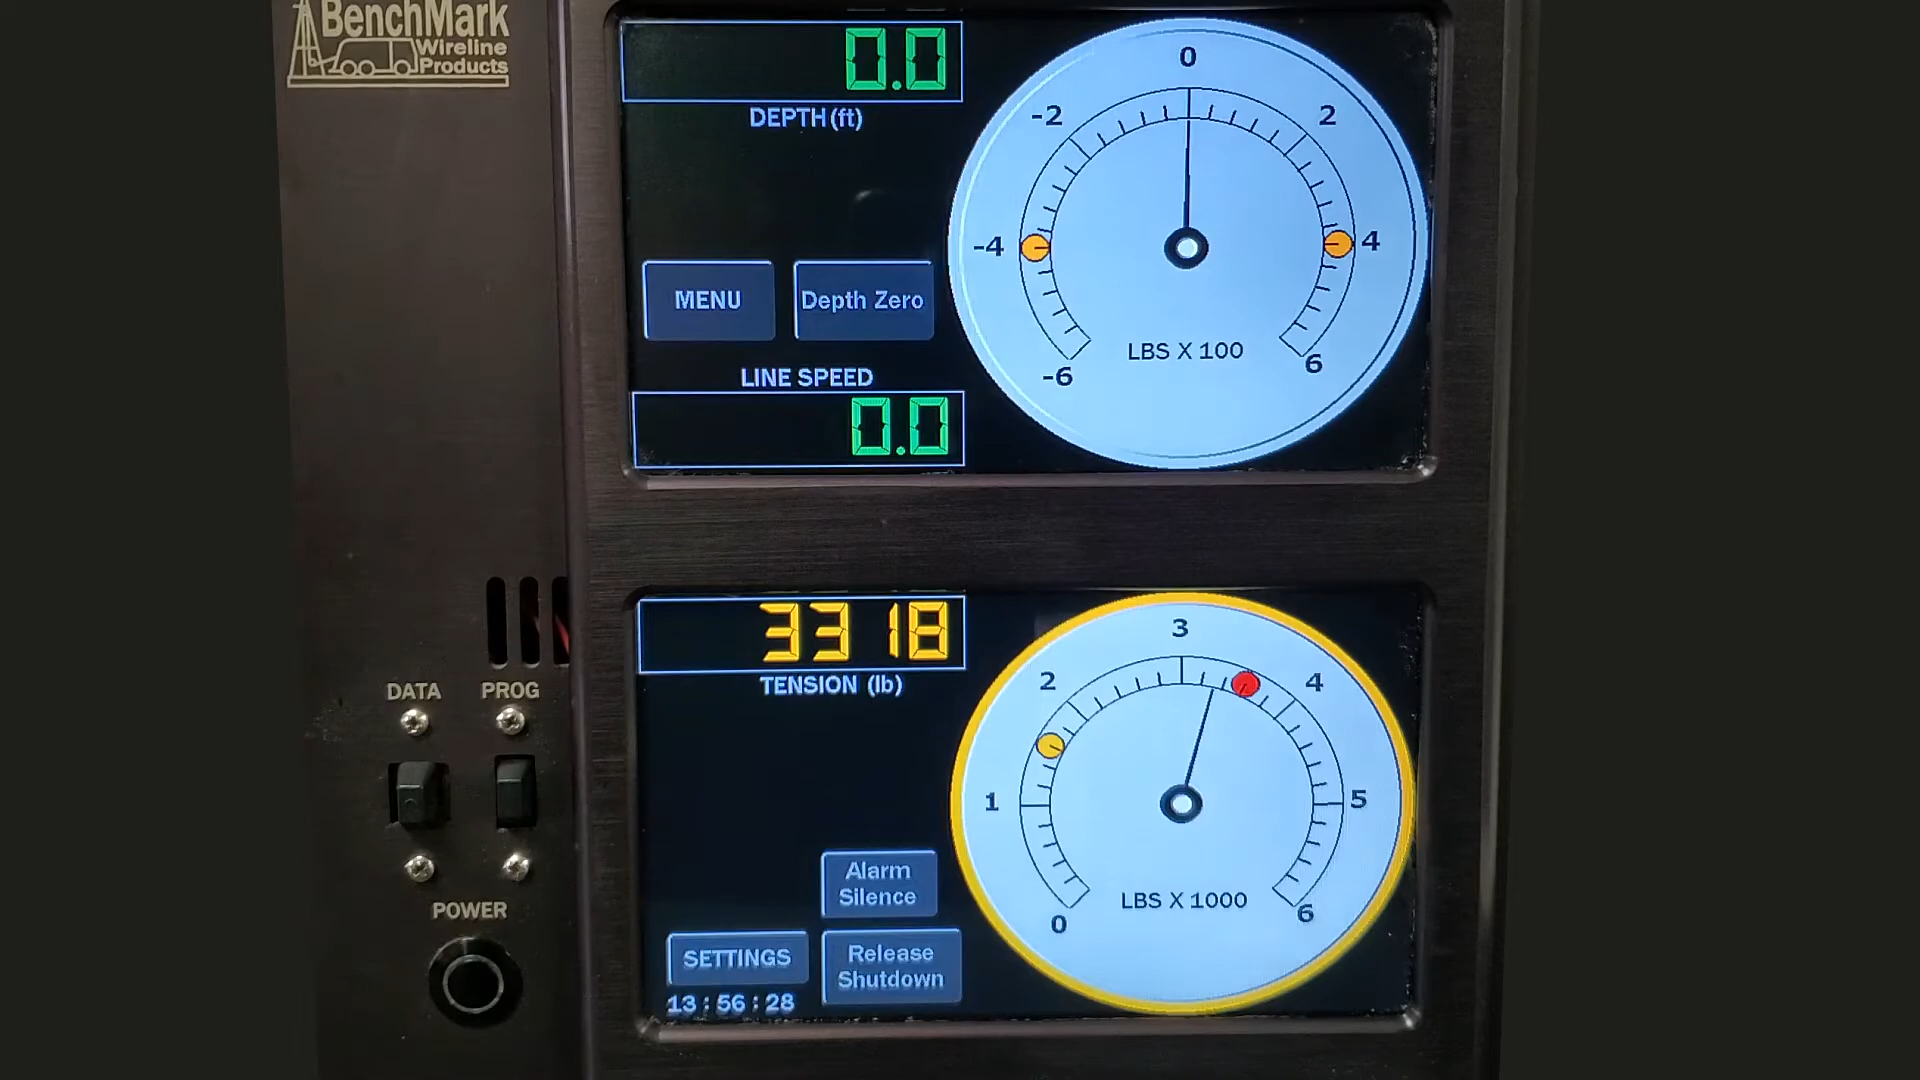 BenchMark
Wireline
Products
0.0
DEPTH (ft)
MENU
Depth Zero
LINE SPEED
0.0
0
-2
2
-4
4
LBS X 100
-6
6
3318
TENSION (lb)
3
2
4
1
5
LBS X 1000
0
6
Alarm
Silence
SETTINGS
Release
Shutdown
13:56:28
DATA
PROG
POWER